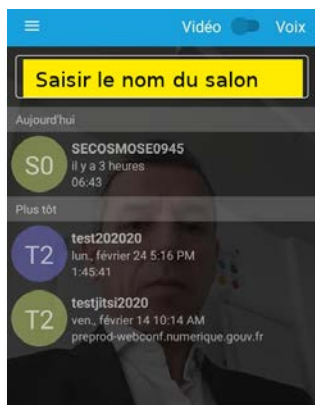 Vidéo Voix
Saisir le nom du salon
Aujourd'hui
S0
SECOSMOSE0945
il y a 3 heures
06:43
Plus tôt
T2
test202020
lun., février 24 5:16 PM
1:45:41
T2
testjitsi2020
ven., février 14 10:14 AM
preprod-webconf.numerique.gouv.fr